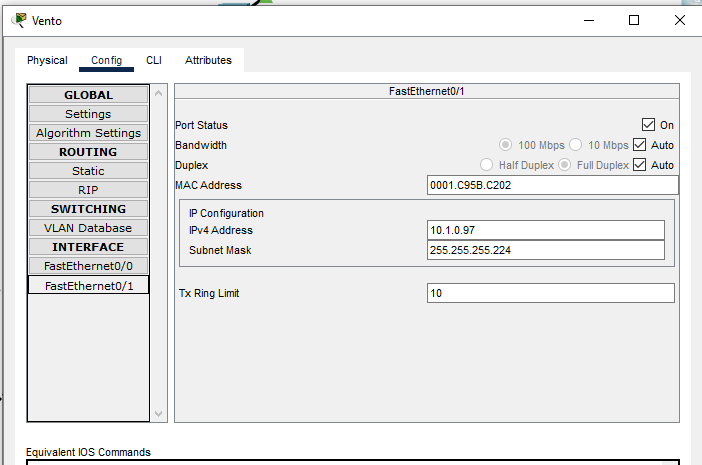 Vento
Physical Config CLI Attributes
GLOBAL
Settings
Algorithm Settings
ROUTING
Static
RIP
SWITCHING
VLAN Database
INTERFACE
FastEthernet0/0
FastEthernet0/1
FastEthernet0/1
Port Status On
Bandwidth 100 Mbps 10 Mbps Auto
Duplex Half Duplex Full Duplex Auto
MAC Address 0001.C95B.C202
IP Configuration
IPv4 Address 10.1.0.97
Subnet Mask 255.255.255.224
Tx Ring Limit 10
Equivalent IOS Commands